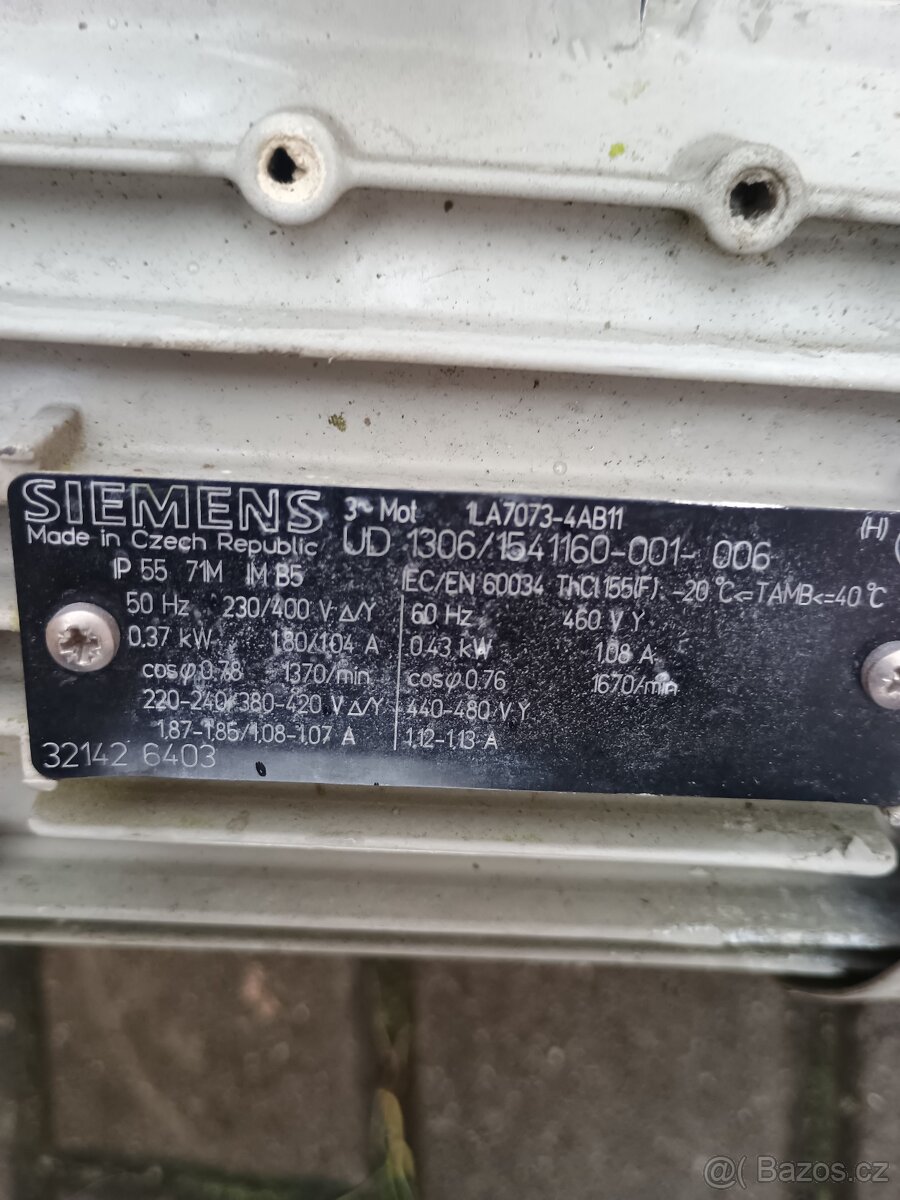 SIEMENS 3~ Mot 1LA7073-4AB11 (H)
Made in Czech Republic UD 1306/1541160-001- 006
IP 55 71M IM B5 IEC/EN 60034 ThCl 155(F) -20°C<=TAMB<=40°C
50 Hz 230/400 V Δ/Y 60 Hz 460 V Y
0.37 kW 1.80/1.04 A 0.43 kW 1.08 A
cosφ 0.78 1370/min cosφ 0.76 1670/min
220-240/380-420 V Δ/Y 440-480 V Y
1.87-1.85/1.08-1.07 A 1.12-1.13 A
32142 6403
@( Bazos.cz